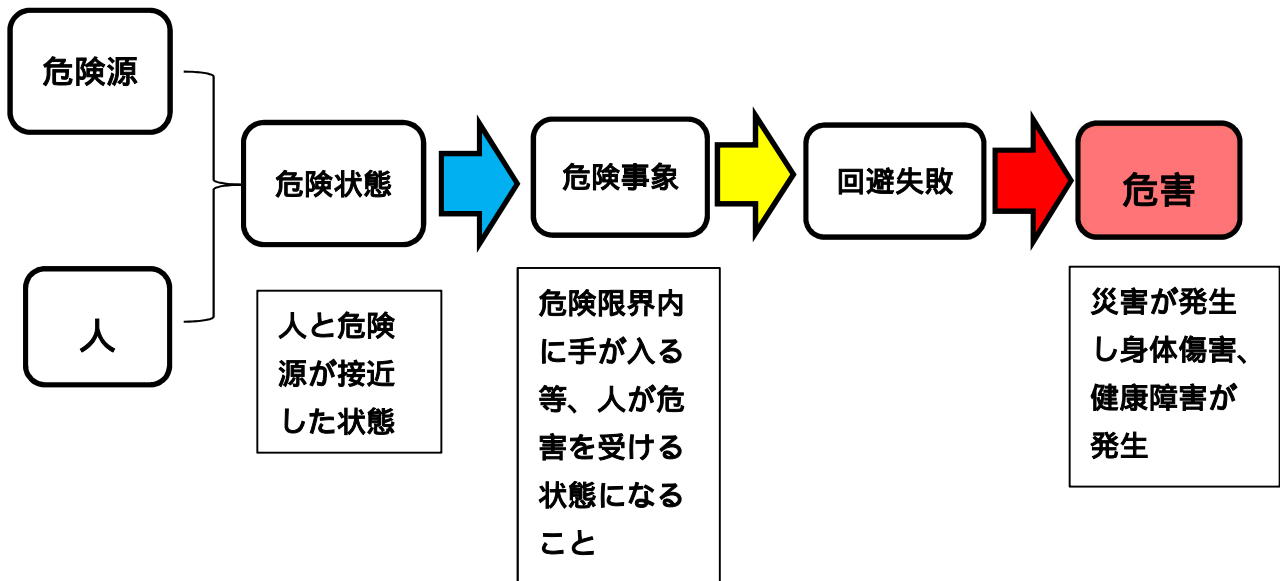 危険源
人
危険状態
危険事象
回避失敗
危害
人と危険
源が接近
した状態
危険限界内
に手が入る
等、人が危
害を受ける
状態になる
こと
災害が発生
し身体傷害、
健康障害が
発生